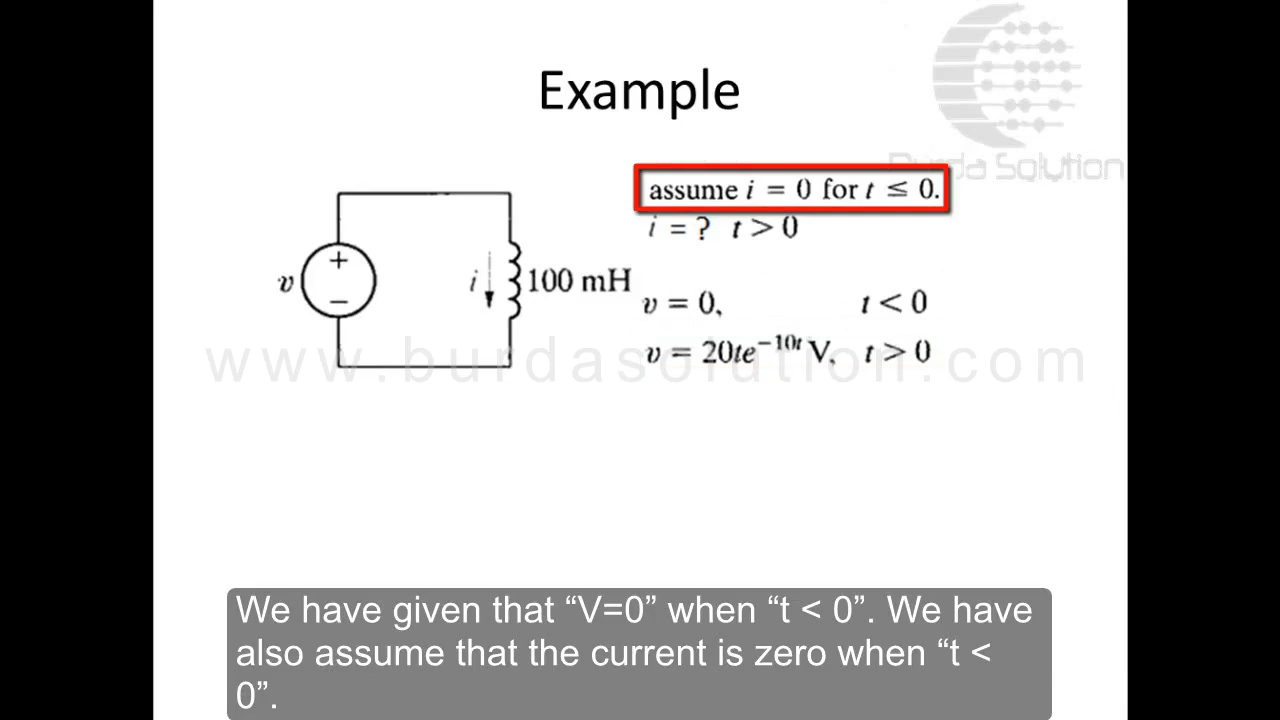 Example
Burda Solution
assume i = 0 for t ≤ 0.
i = ? t > 0
+
v
−
i
100 mH
v = 0, t < 0
v = 20te⁻¹⁰ᵗ V, t > 0
www.burdasolution.com
We have given that “V=0” when “t < 0”. We have
also assume that the current is zero when “t <
0”.